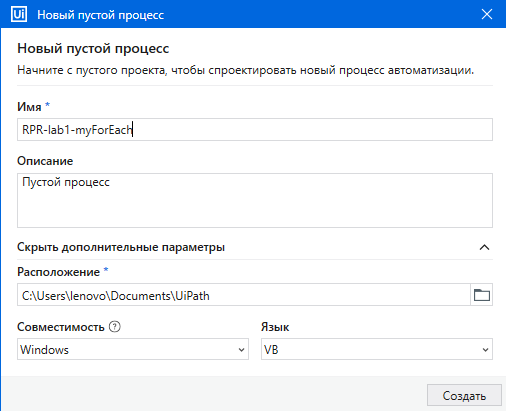 Ui Новый пустой процесс
Новый пустой процесс
Начните с пустого проекта, чтобы спроектировать новый процесс автоматизации.
Имя *
RPR-lab1-myForEach
Описание
Пустой процесс
Скрыть дополнительные параметры
Расположение *
C:\Users\lenovo\Documents\UiPath
Совместимость ? Язык
Windows VB
Создать